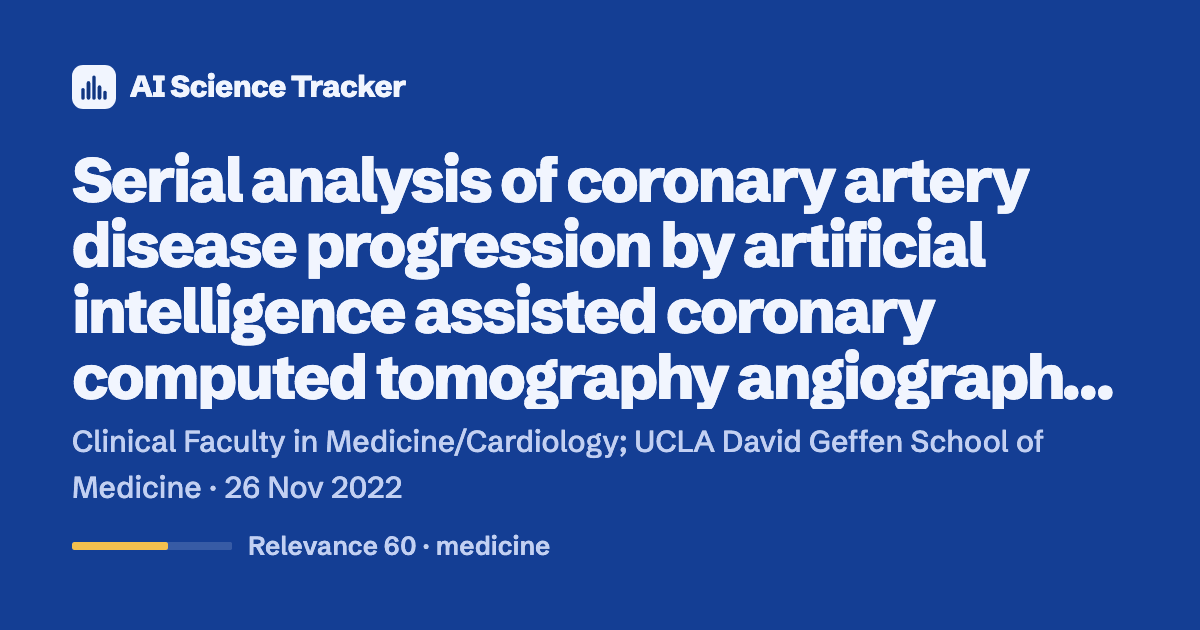 AI Science Tracker
Serial analysis of coronary artery
disease progression by artificial
intelligence assisted coronary
computed tomography angiograph...
Clinical Faculty in Medicine/Cardiology; UCLA David Geffen School of
Medicine · 26 Nov 2022
Relevance 60 · medicine